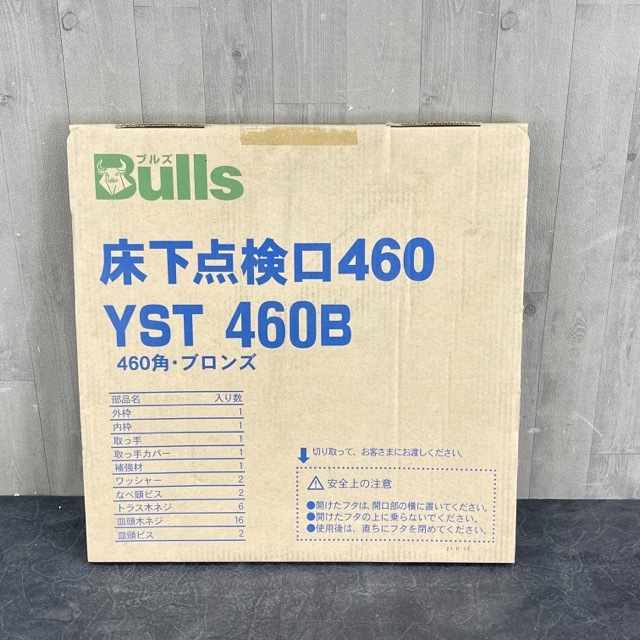 ブルズ
Bulls
床下点検口460
YST 460B
460角・ブロンズ
部品名 入り数
外枠 1
内枠 1
取っ手 1
取っ手カバー 1
補強材 1
ワッシャー 2
なべ頭ビス 2
トラス木ネジ 6
皿頭木ネジ 16
皿頭ビス 2
切り取って、お客さまにお渡しください。
安全上の注意
●開けたフタは、開口部の横に置いてください。
●開けたフタの上に乗らないでください。
●使用後は、直ちにフタを閉めてください。